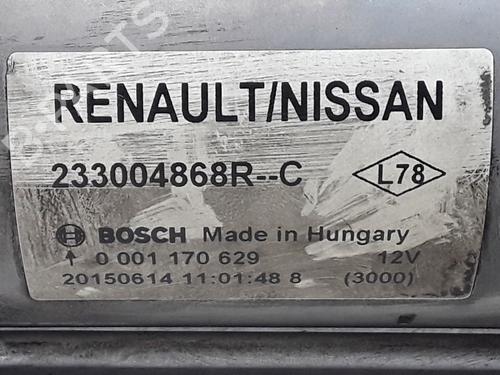 RENAULT/NISSAN
233004868R--C L78
BOSCH Made in Hungary
0 001 170 629 12V
20150614 11:01:48 8 (3000)